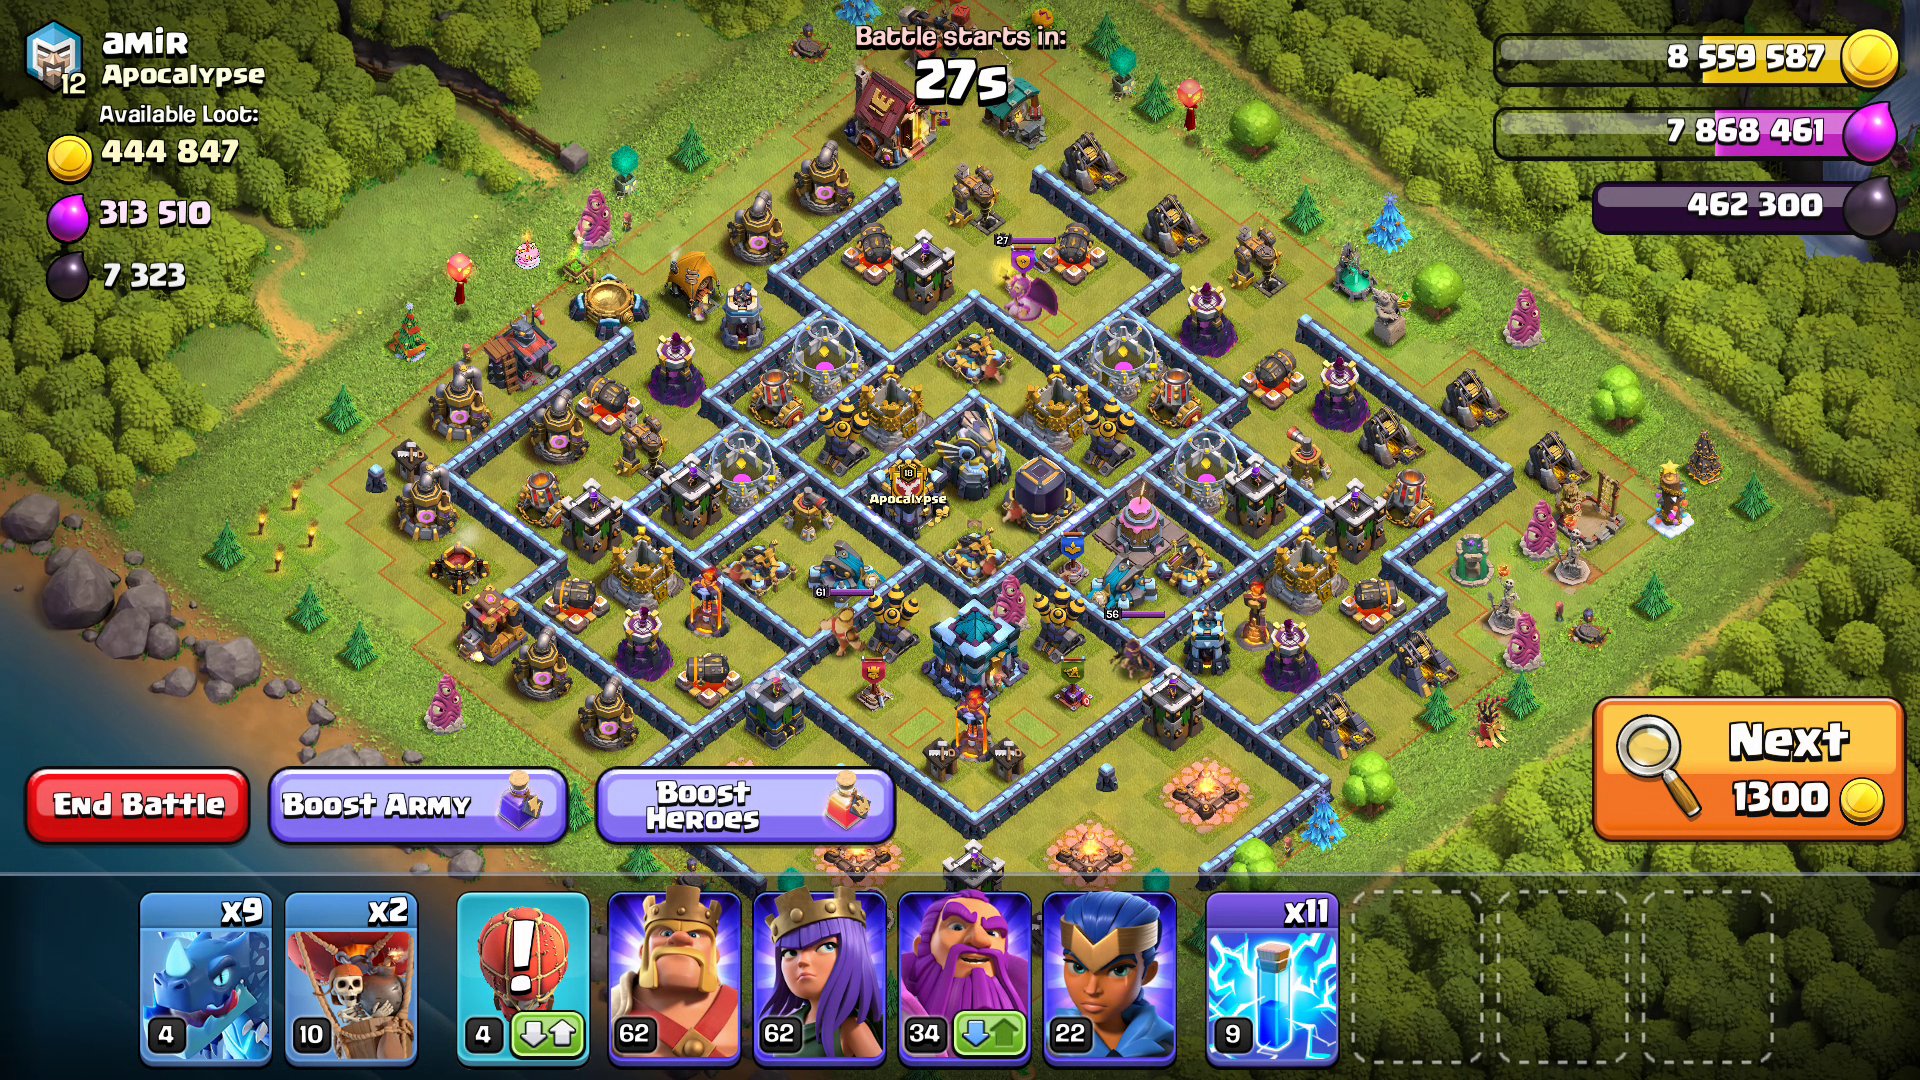 12
amir
Apocalypse
Available Loot:
444 847
313 510
7 323
Battle starts in:
27s
8 559 587
7 868 461
462 300
27
18
Apocalypse
61
56
End Battle
Boost Army
Boost
Heroes
Next
1300
x9
4
x2
10
!
4
62
62
34
22
x11
9